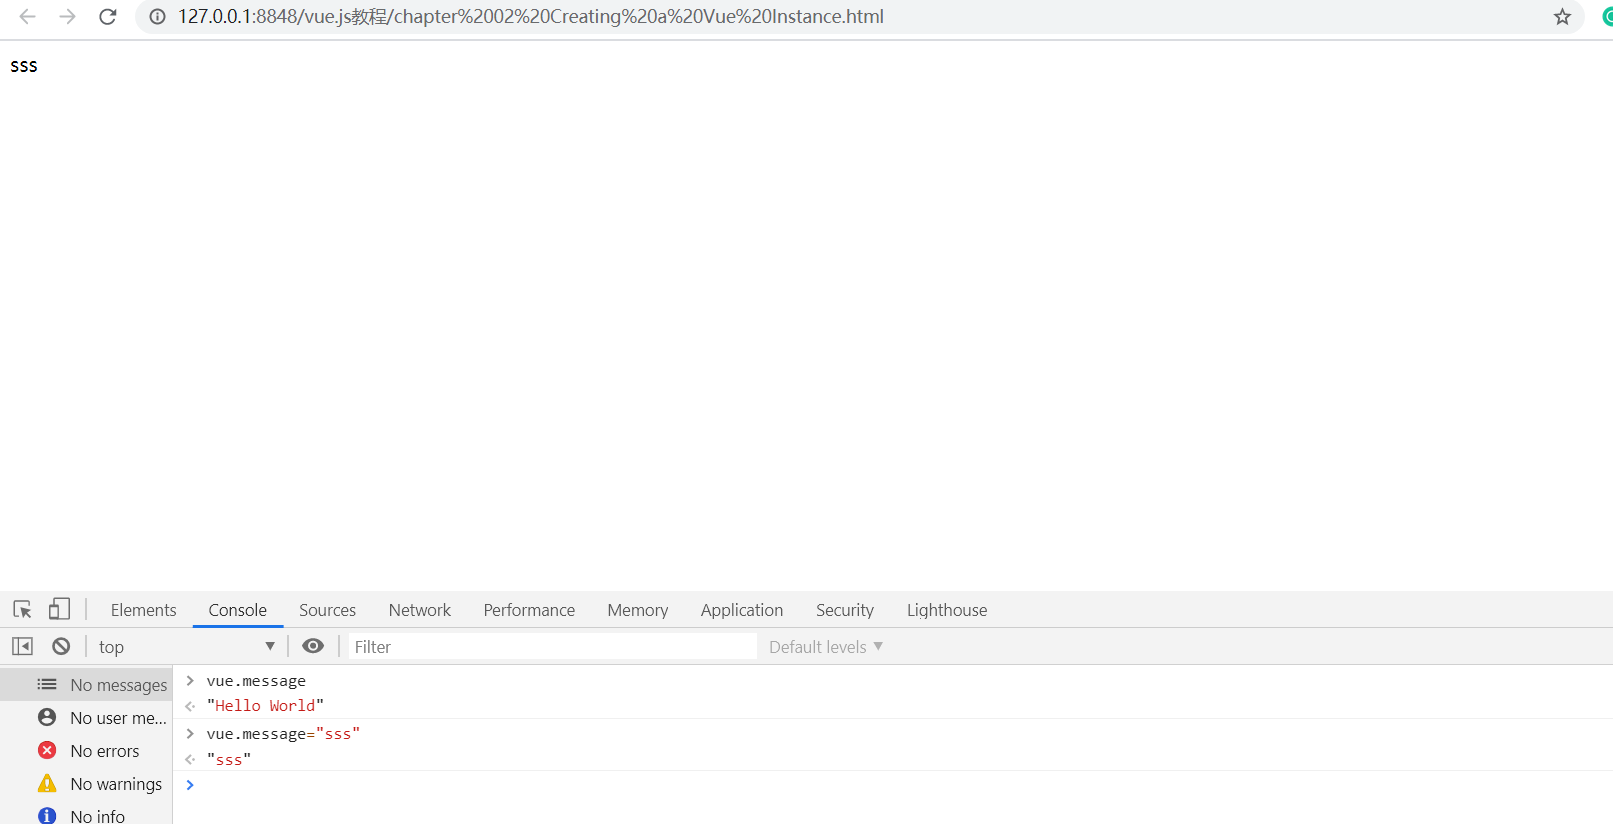 127.0.0.1:8848/vue.js教程/chapter%2002%20Creating%20a%20Vue%20Instance.html
sss
Elements Console Sources Network Performance Memory Application Security Lighthouse
top ▼ Filter Default levels ▼
No messages
No user me...
No errors
No warnings
No info
> vue.message
"Hello World"
> vue.message="sss"
"sss"
>